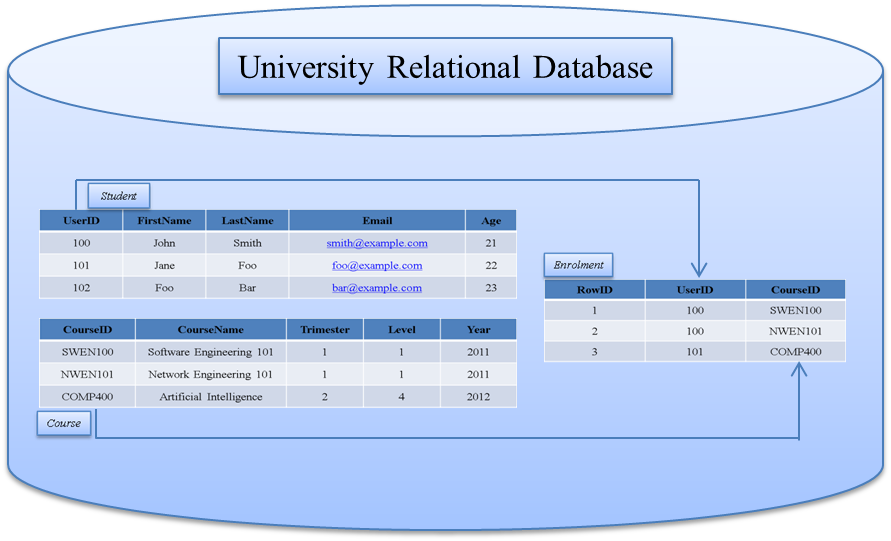 University Relational Database
Student
UserID FirstName LastName Email Age
100 John Smith smith@example.com 21
101 Jane Foo foo@example.com 22
102 Foo Bar bar@example.com 23
Enrolment
RowID UserID CourseID
1 100 SWEN100
2 100 NWEN101
3 101 COMP400
CourseID CourseName Trimester Level Year
SWEN100 Software Engineering 101 1 1 2011
NWEN101 Network Engineering 101 1 1 2011
COMP400 Artificial Intelligence 2 4 2012
Course